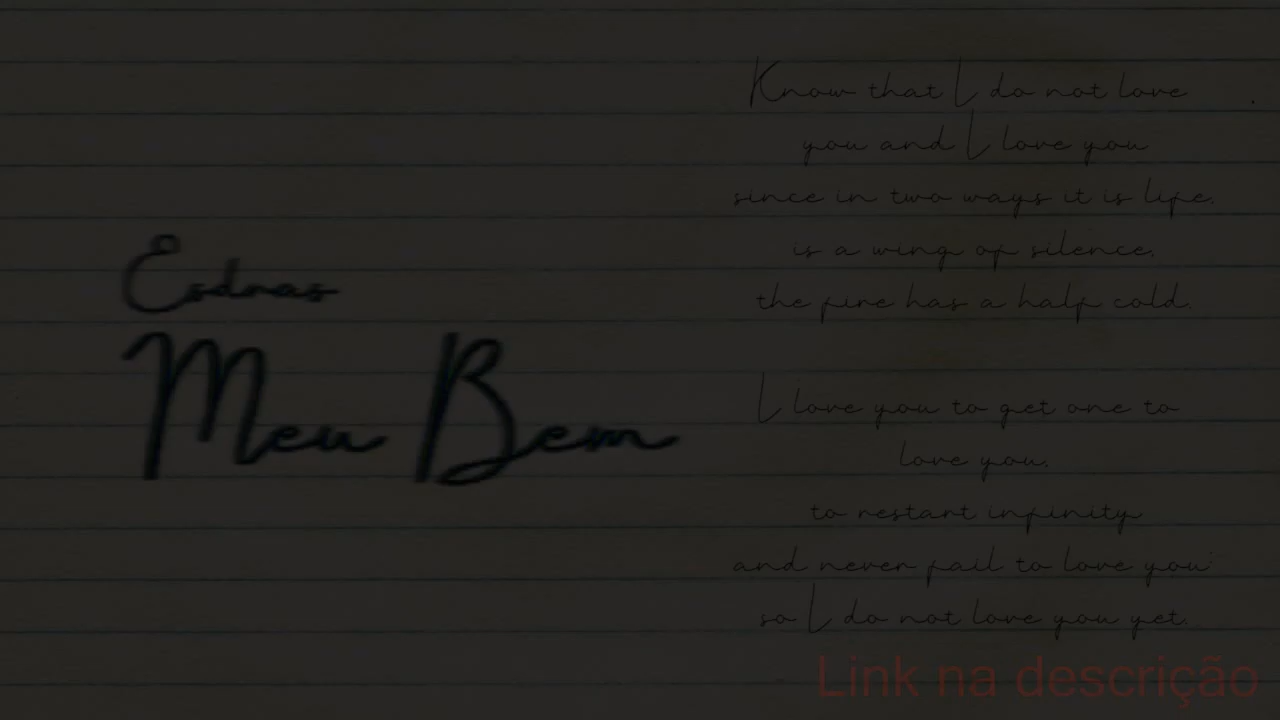 Esdras
Meu Bem
Know that I do not love
you and I love you
since in two ways it is life,
is a wing of silence,
the fire has a half cold.
I love you to get one to
love you,
to restart infinity
and never fail to love you:
so I do not love you yet.
Link na descrição